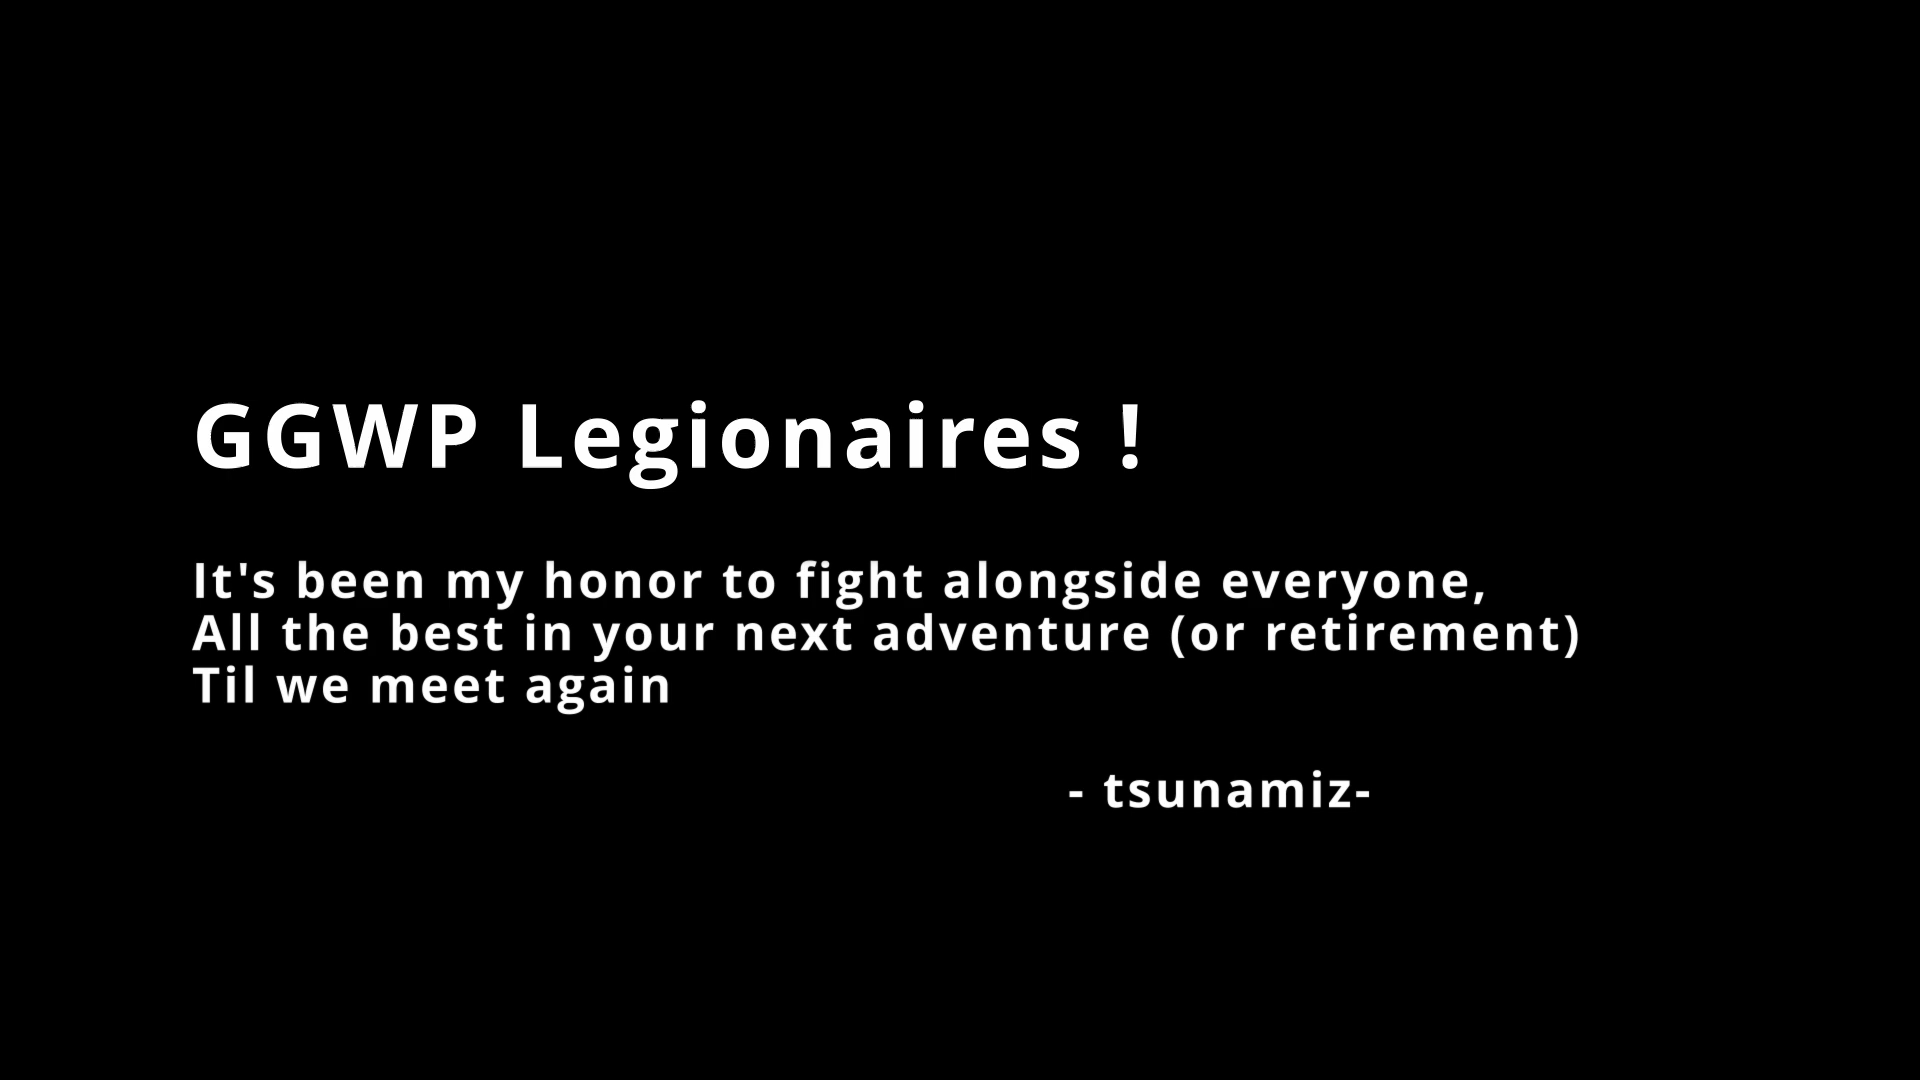 GGWP Legionaires !
It's been my honor to fight alongside everyone,
All the best in your next adventure (or retirement)
Til we meet again
- tsunamiz-